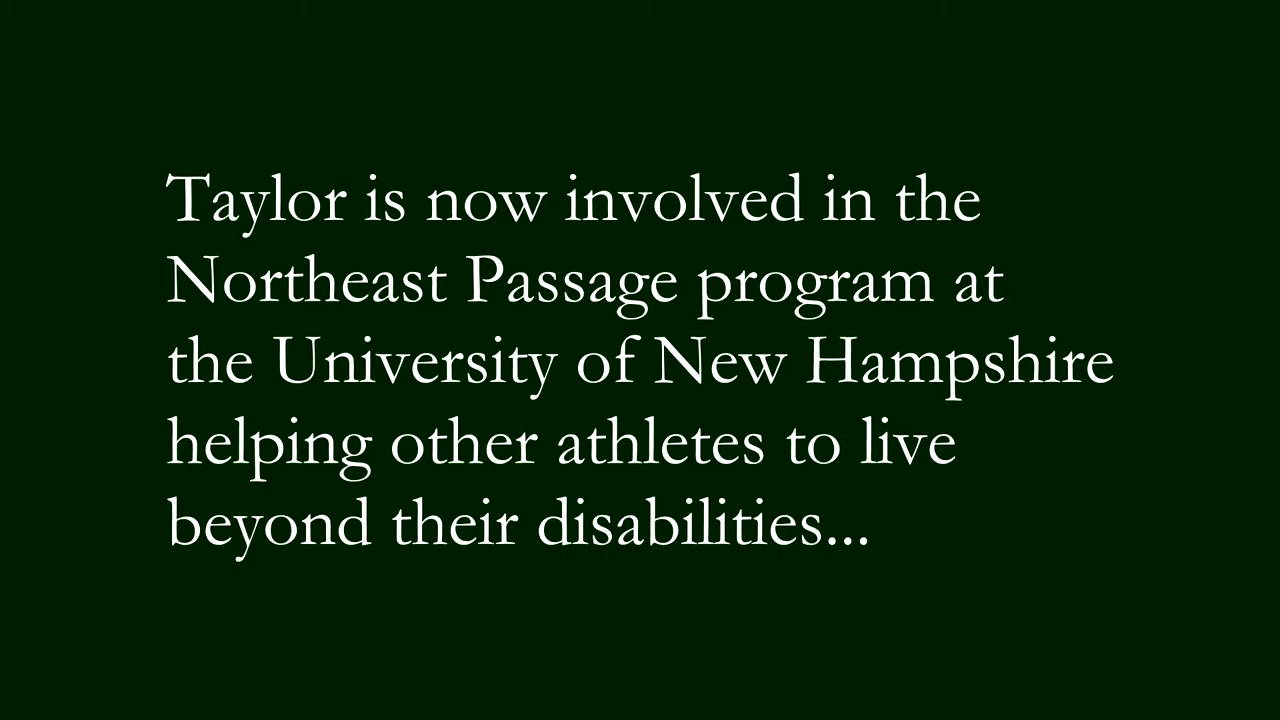 Taylor is now involved in the
Northeast Passage program at
the University of New Hampshire
helping other athletes to live
beyond their disabilities...